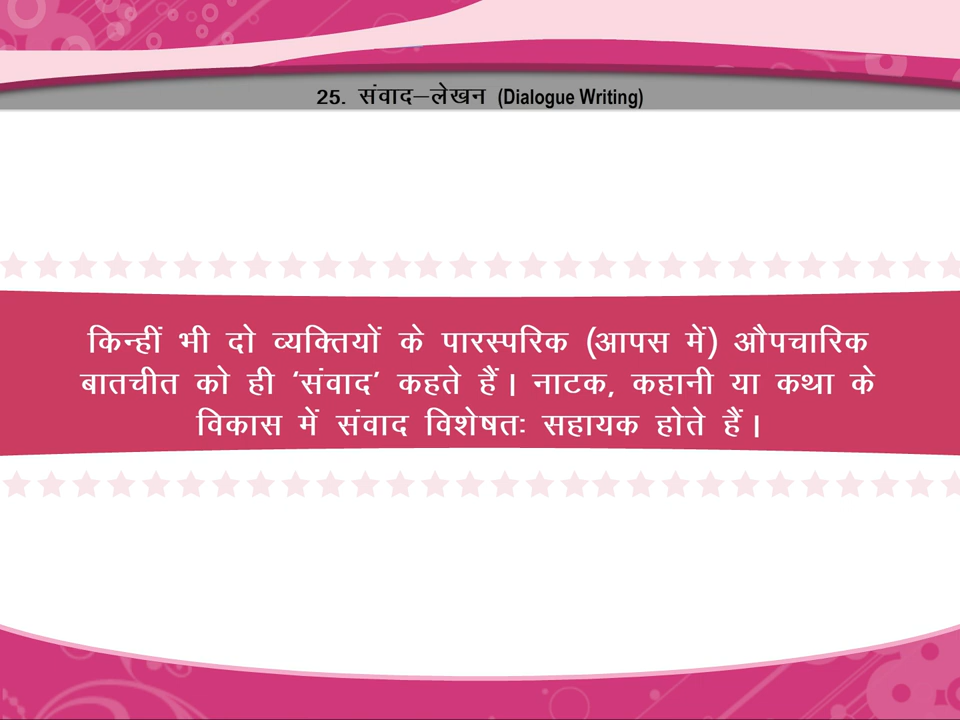 25. संवाद–लेखन (Dialogue Writing)
किन्हीं भी दो व्यक्तियों के पारस्परिक (आपस में) औपचारिक
बातचीत को ही ‘संवाद’ कहते हैं। नाटक, कहानी या कथा के
विकास में संवाद विशेषतः सहायक होते हैं।